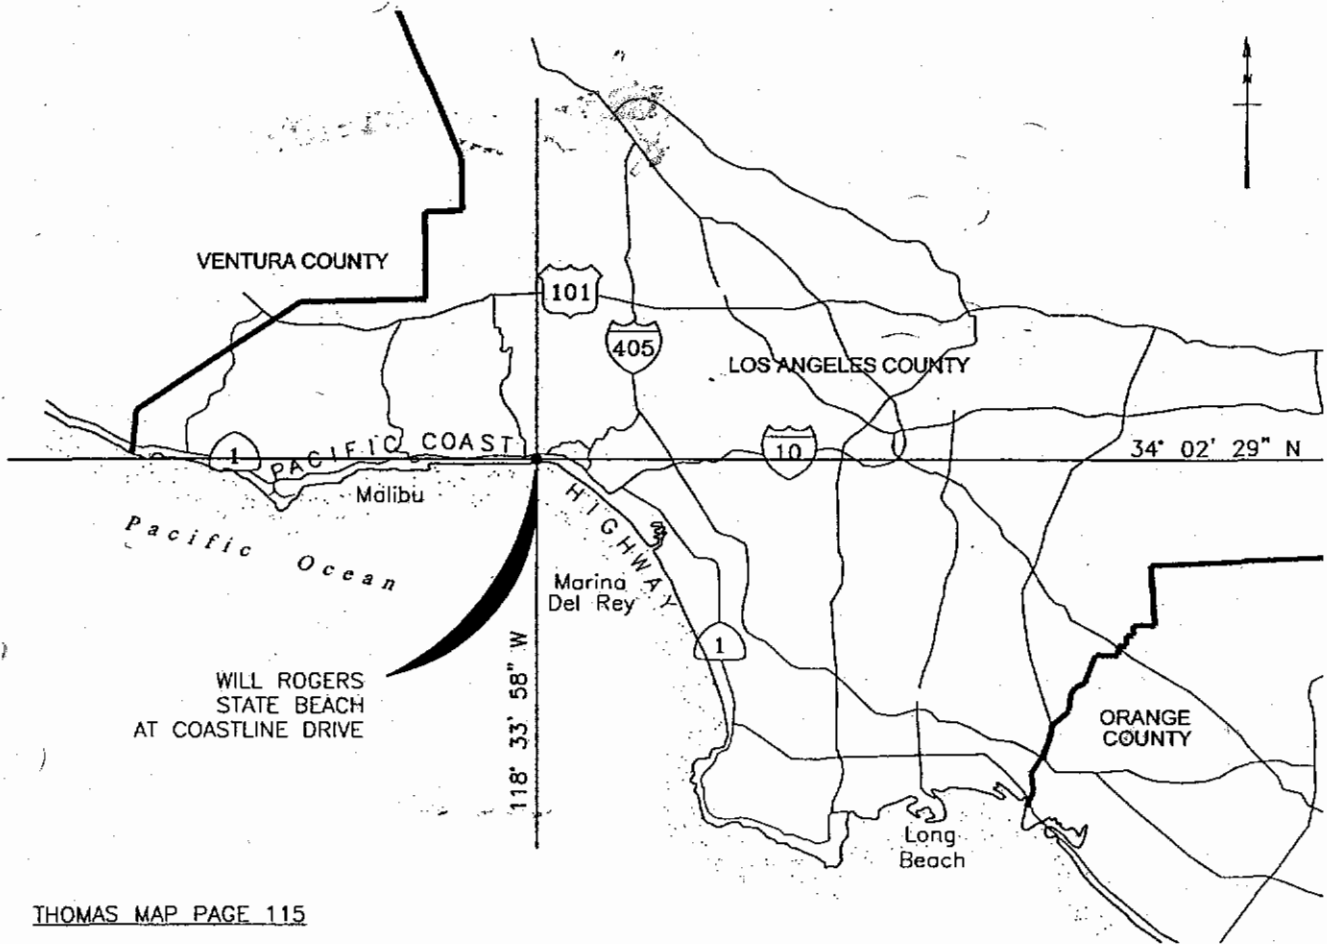 N
VENTURA COUNTY
101
405
LOS ANGELES COUNTY
1
PACIFIC COAST
10
34° 02' 29" N
Malibu
HIGHWAY
Pacific Ocean
Marina
Del Rey
1
118° 33' 58" W
WILL ROGERS
STATE BEACH
AT COASTLINE DRIVE
ORANGE
COUNTY
Long
Beach
THOMAS MAP PAGE 115